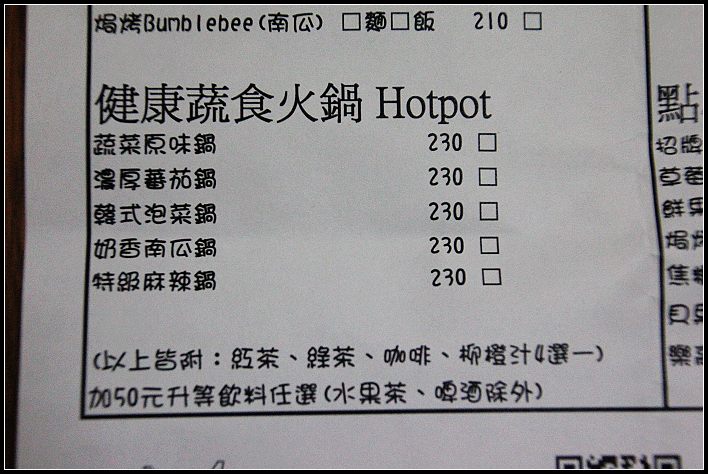 焗烤Bumblebee(南瓜) □麵□飯 210 □
健康蔬食火鍋 Hotpot
蔬菜原味鍋 230 □
濃厚蕃茄鍋 230 □
韓式泡菜鍋 230 □
奶香南瓜鍋 230 □
特級麻辣鍋 230 □
(以上皆附：紅茶、綠茶、咖啡、柳橙汁4選一)
加50元升等飲料任選(水果茶、啤酒除外)
點
招牌
草莓
鮮果
焗烤
焦糖